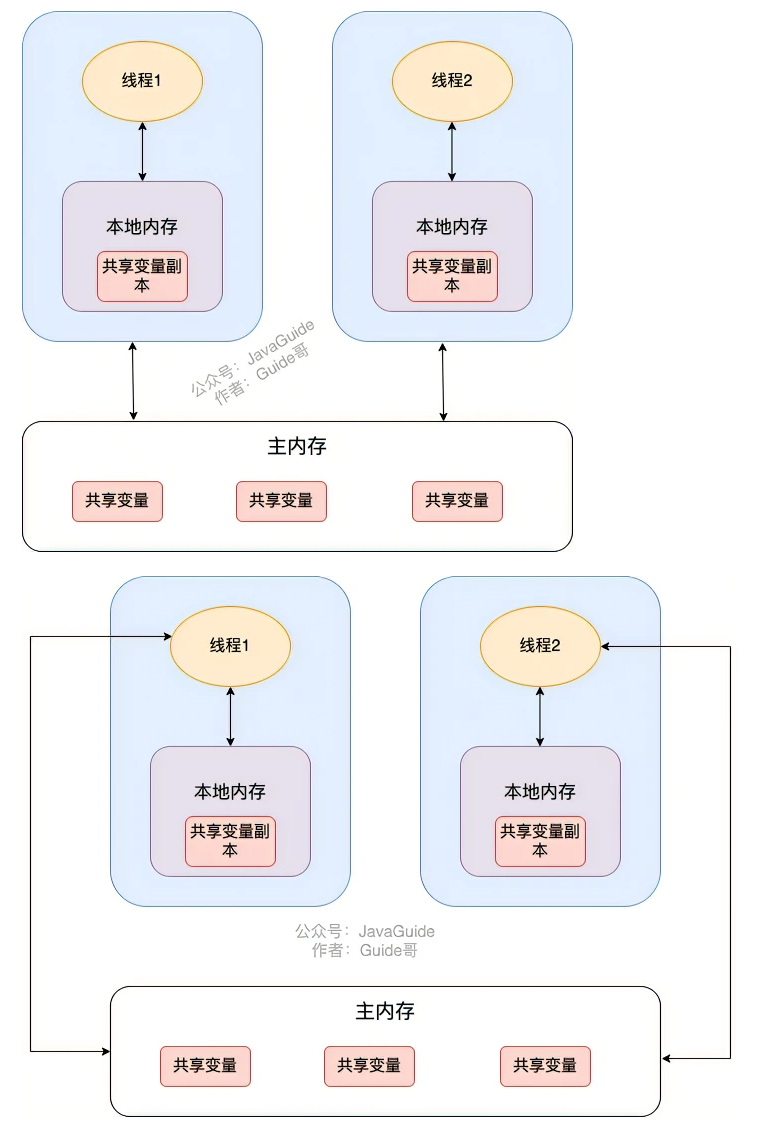 线程1
线程2
本地内存
共享变量副
本
本地内存
共享变量副
本
公众号：JavaGuide
作者：Guide哥
主内存
共享变量
共享变量
共享变量
线程1
线程2
本地内存
共享变量副
本
本地内存
共享变量副
本
公众号：JavaGuide
作者：Guide哥
主内存
共享变量
共享变量
共享变量